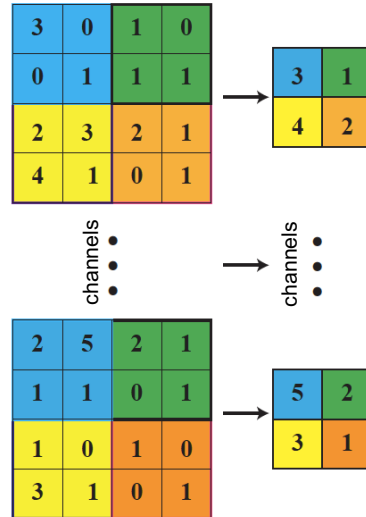 3 0 1 0
0 1 1 1
2 3 2 1
4 1 0 1
3 1
4 2
channels
channels
2 5 2 1
1 1 0 1
1 0 1 0
3 1 0 1
5 2
3 1